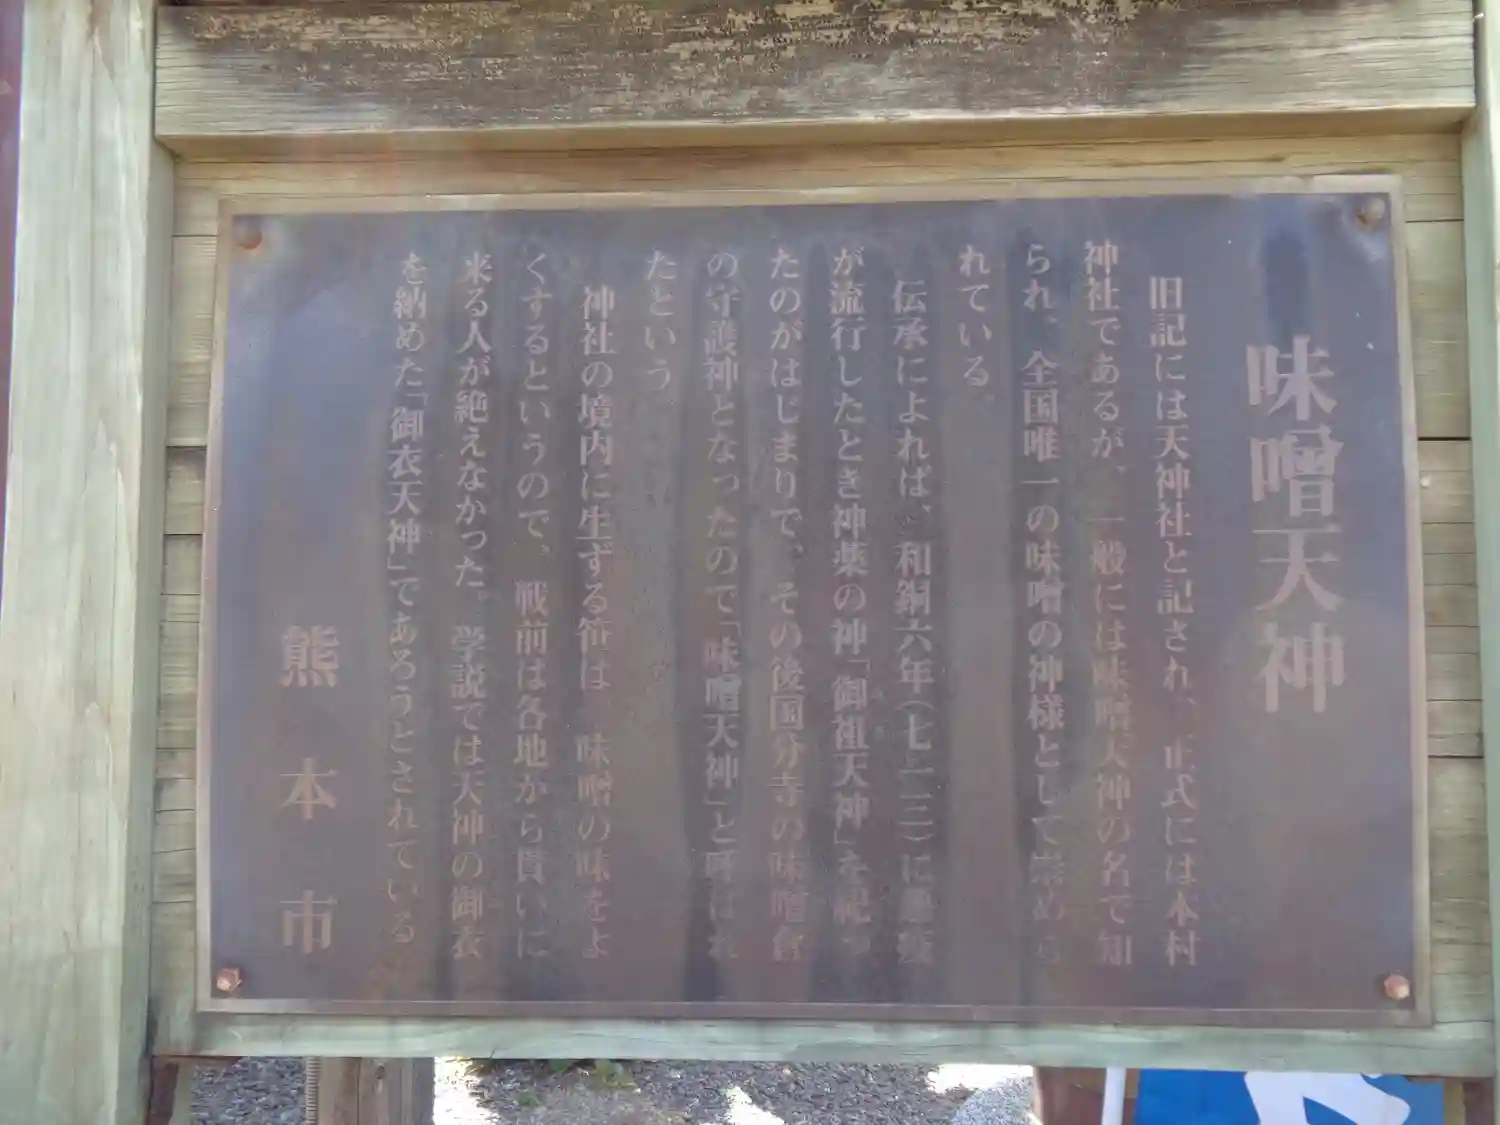 味噌天神
旧記には天神社と記され、正式には本村
神社であるが、一般には味噌天神の名で知
られ、全国唯一の味噌の神様として崇めら
れている。
伝承によれば、和銅六年（七一三）に悪疫
が流行したとき神薬の神「御祖天神」を祀っ
たのがはじまりで、その後国分寺の味噌倉
の守護神となったので「味噌天神」と呼ばれ
たという。
神社の境内に生ずる笹は、味噌の味をよ
くするというので、戦前は各地から貰いに
来る人が絶えなかった。学説では天神の御衣
を納めた「御衣天神」であろうとされている
熊本市